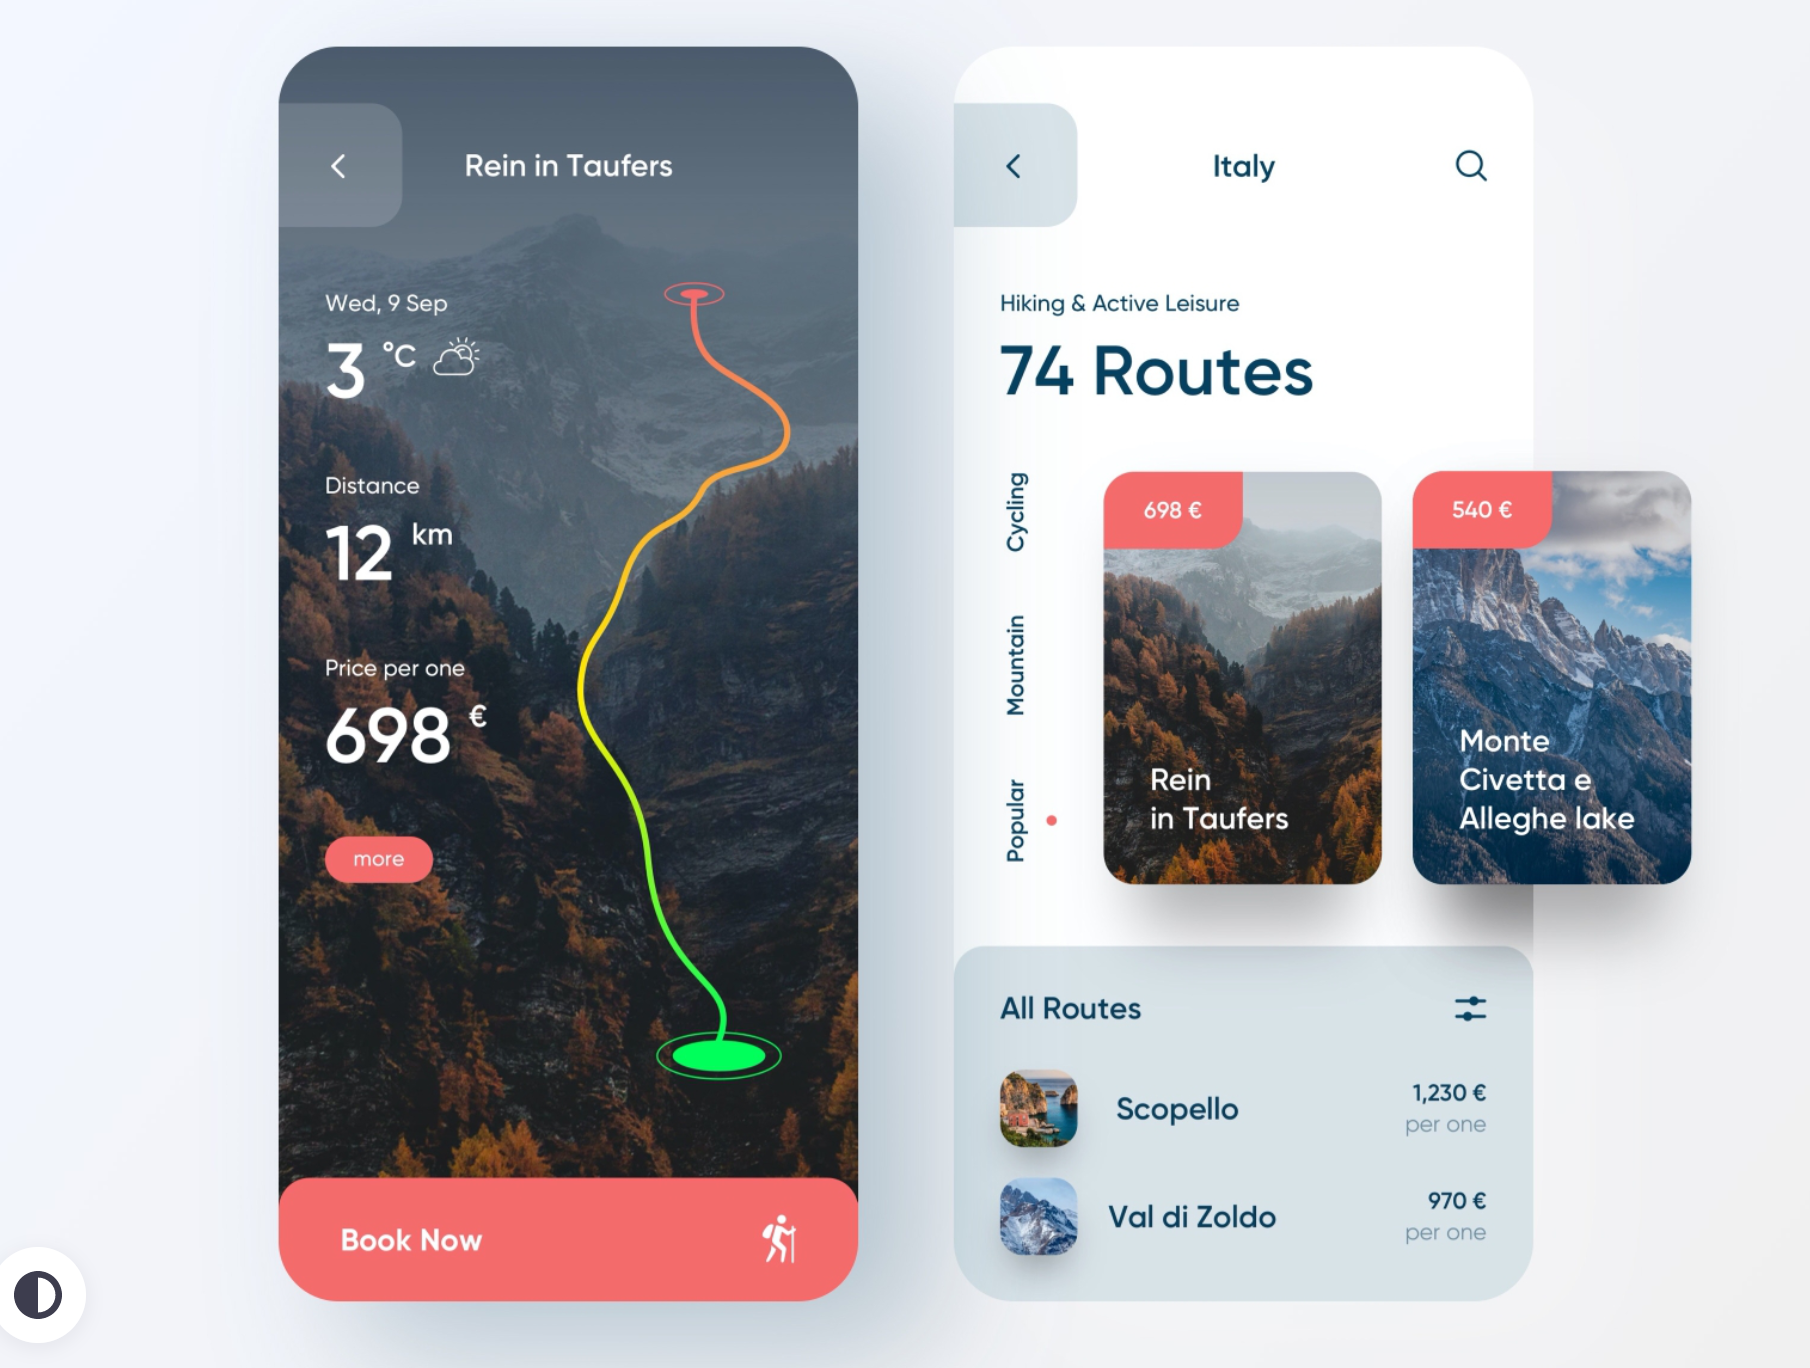 Rein in Taufers
Wed, 9 Sep
3 °C
Distance
12 km
Price per one
698 €
more
Book Now
Italy
Hiking & Active Leisure
74 Routes
Cycling
Mountain
Popular
698 €
Rein
in Taufers
540 €
Monte
Civetta e
Alleghe lake
All Routes
Scopello
1,230 €
per one
Val di Zoldo
970 €
per one